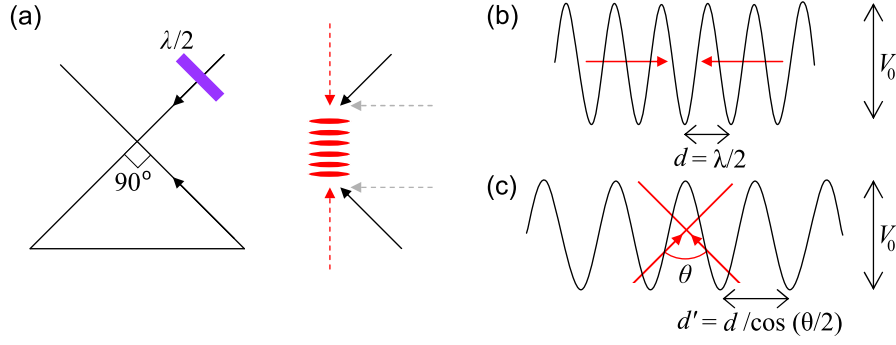 (a)
λ/2
90°
(b)
V₀
d = λ/2
(c)
V₀
θ
d′ = d /cos (θ/2)